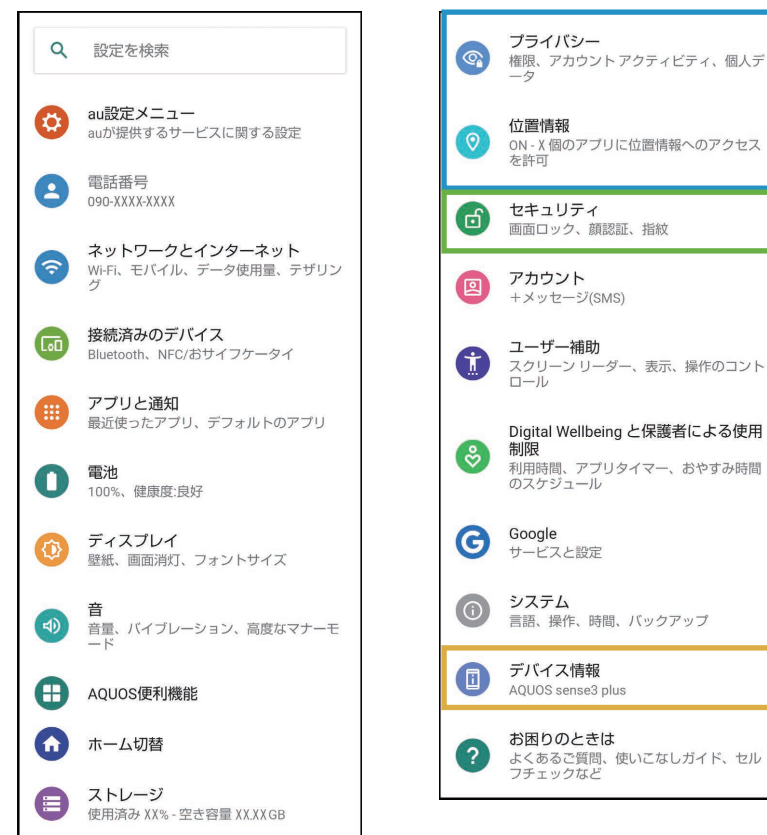 設定を検索
au設定メニュー
auが提供するサービスに関する設定
電話番号
090-XXXX-XXXX
ネットワークとインターネット
Wi-Fi、モバイル、データ使用量、テザリン
グ
接続済みのデバイス
Bluetooth、NFC/おサイフケータイ
アプリと通知
最近使ったアプリ、デフォルトのアプリ
電池
100%、健康度:良好
ディスプレイ
壁紙、画面消灯、フォントサイズ
音
音量、バイブレーション、高度なマナーモ
ード
AQUOS便利機能
ホーム切替
ストレージ
使用済み XX% - 空き容量 XX.XX GB
プライバシー
権限、アカウント アクティビティ、個人デ
ータ
位置情報
ON - X 個のアプリに位置情報へのアクセス
を許可
セキュリティ
画面ロック、顔認証、指紋
アカウント
+メッセージ(SMS)
ユーザー補助
スクリーン リーダー、表示、操作のコント
ロール
Digital Wellbeing と保護者による使用
制限
利用時間、アプリタイマー、おやすみ時間
のスケジュール
Google
サービスと設定
システム
言語、操作、時間、バックアップ
デバイス情報
AQUOS sense3 plus
お困りのときは
よくあるご質問、使いこなしガイド、セル
フチェックなど